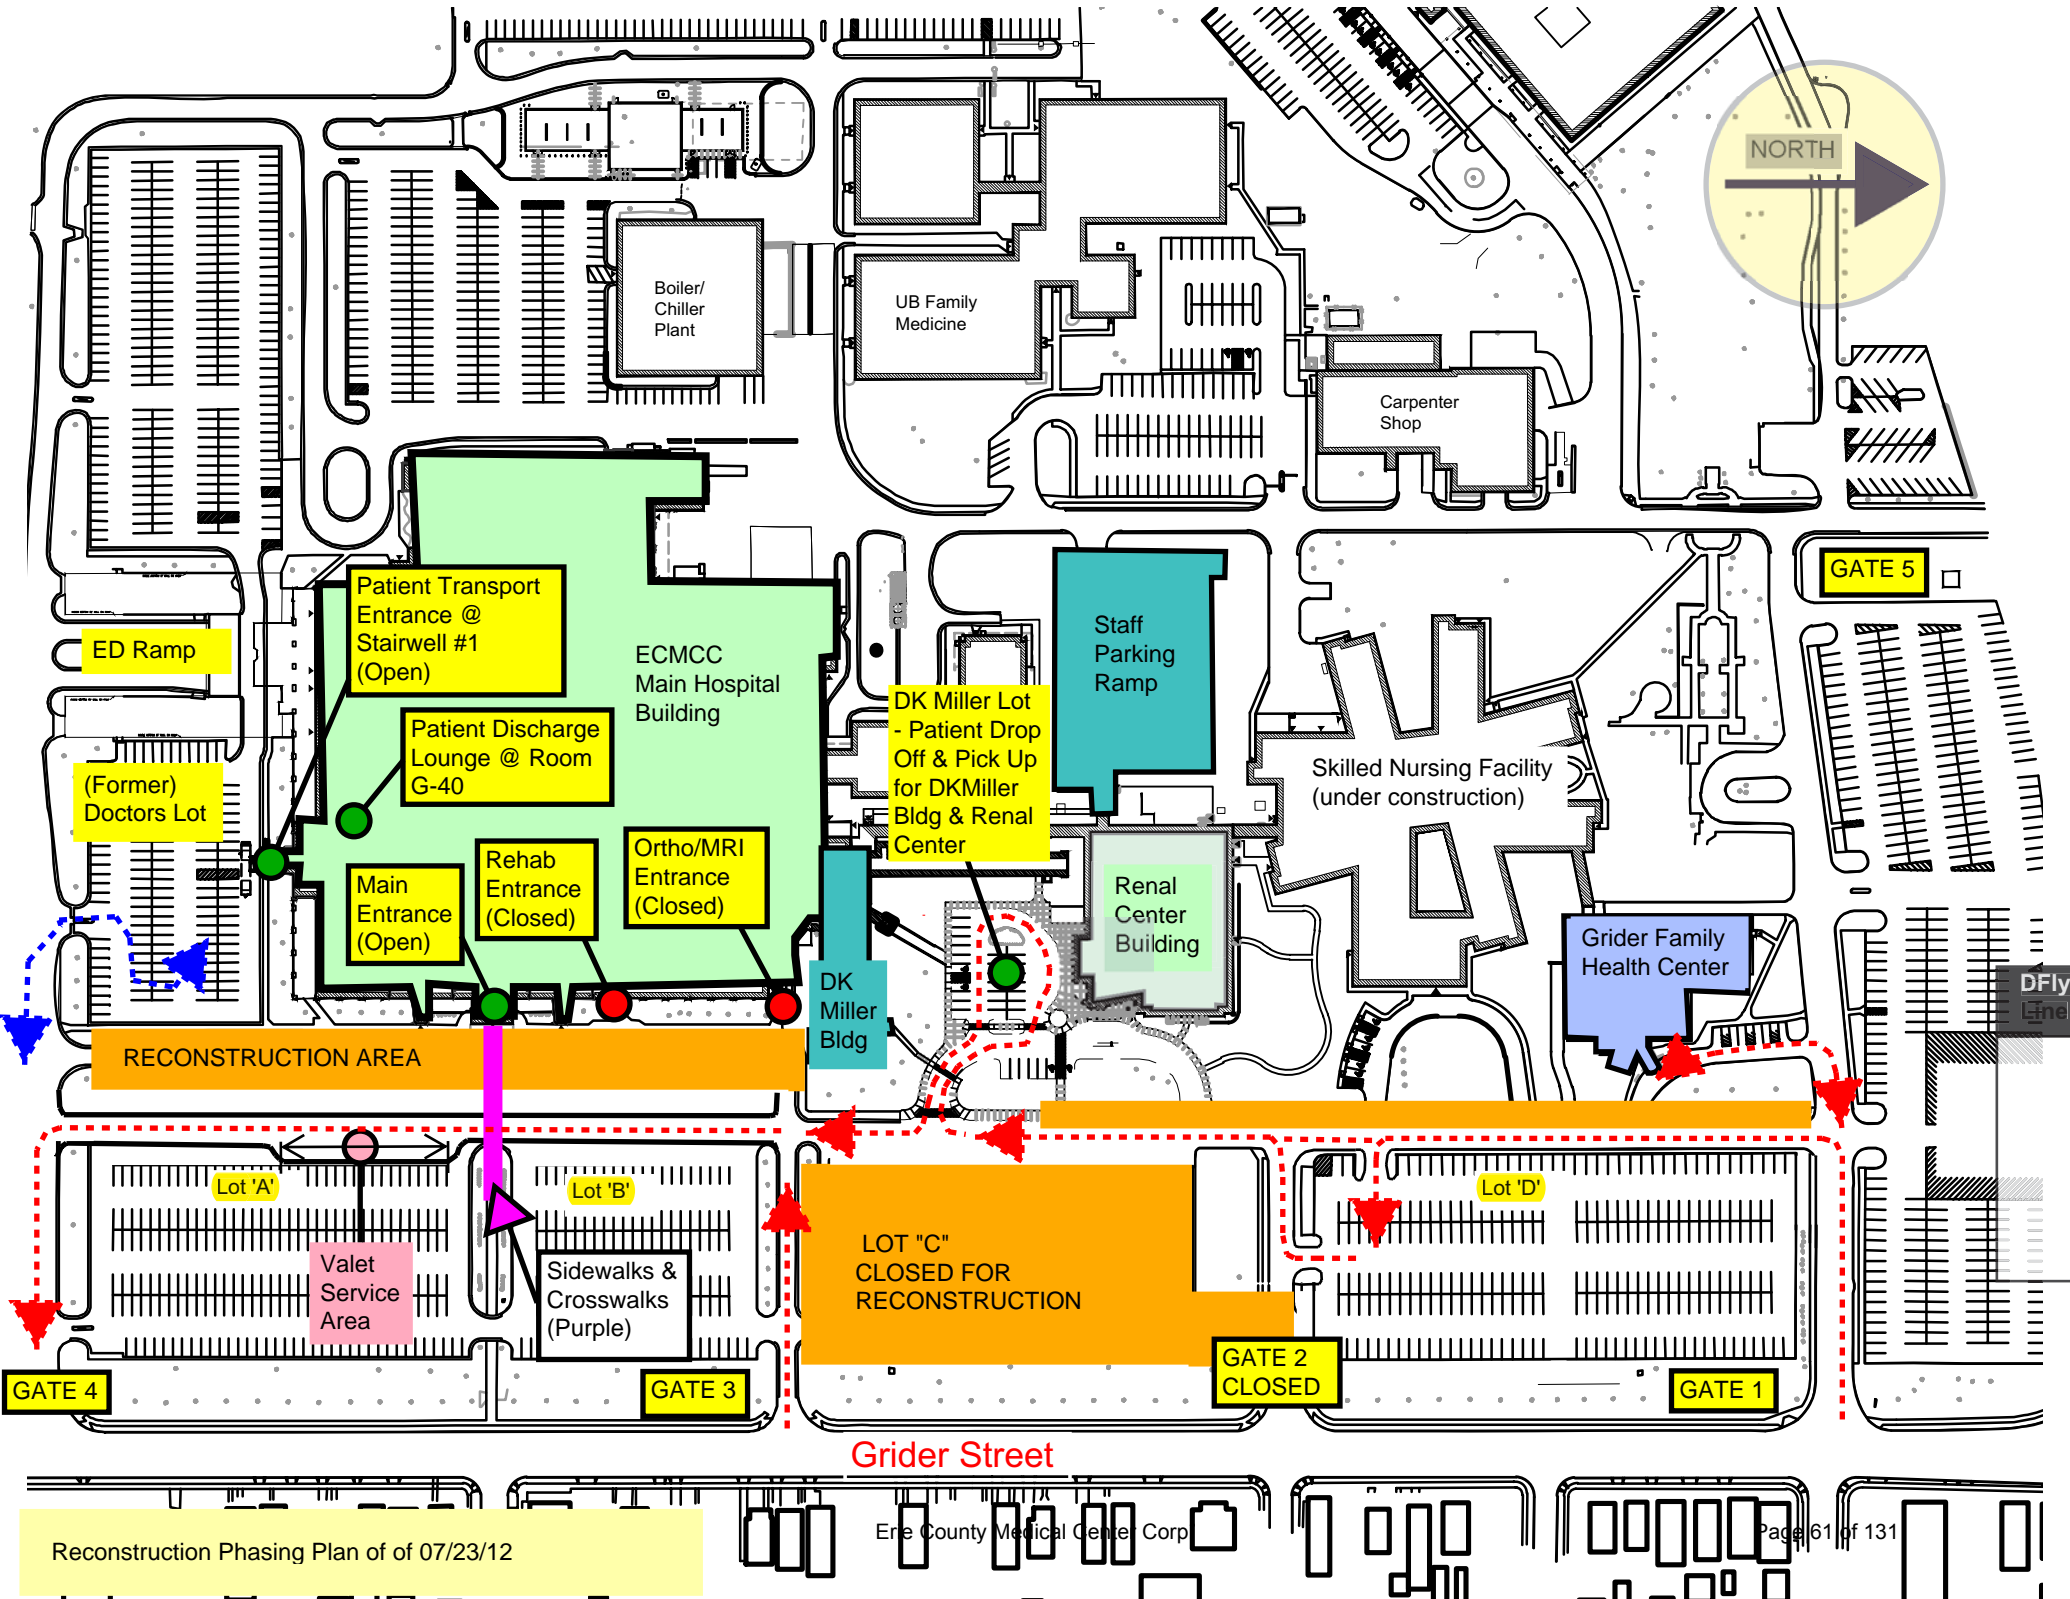 NORTH
Boiler/
Chiller
Plant
UB Family
Medicine
Carpenter
Shop
GATE 5
Patient Transport
Entrance @
Stairwell #1
(Open)
ED Ramp
ECMCC
Main Hospital
Building
Staff
Parking
Ramp
DK Miller Lot
- Patient Drop
Off & Pick Up
for DKMiller
Bldg & Renal
Center
Patient Discharge
Lounge @ Room
G-40
(Former)
Doctors Lot
Skilled Nursing Facility
(under construction)
Main
Entrance
(Open)
Rehab
Entrance
(Closed)
Ortho/MRI
Entrance
(Closed)
Renal
Center
Building
Grider Family
Health Center
DK
Miller
Bldg
DFly
Line
RECONSTRUCTION AREA
Lot 'A'
Lot 'B'
Lot 'D'
Valet
Service
Area
Sidewalks &
Crosswalks
(Purple)
LOT "C"
CLOSED FOR
RECONSTRUCTION
GATE 4
GATE 3
GATE 2
CLOSED
GATE 1
Grider Street
Reconstruction Phasing Plan of of 07/23/12
Erie County Medical Center Corp
Page 61 of 131